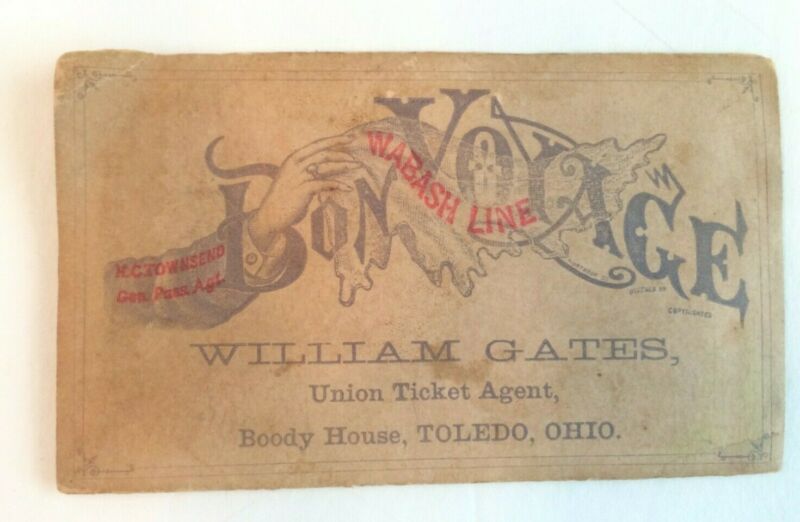 BON VOYAGE
WABASH LINE
H.C. TOWNSEND
Gen. Pass. Agt.
COPYRIGHTED
WILLIAM GATES,
Union Ticket Agent,
Boody House, TOLEDO, OHIO.